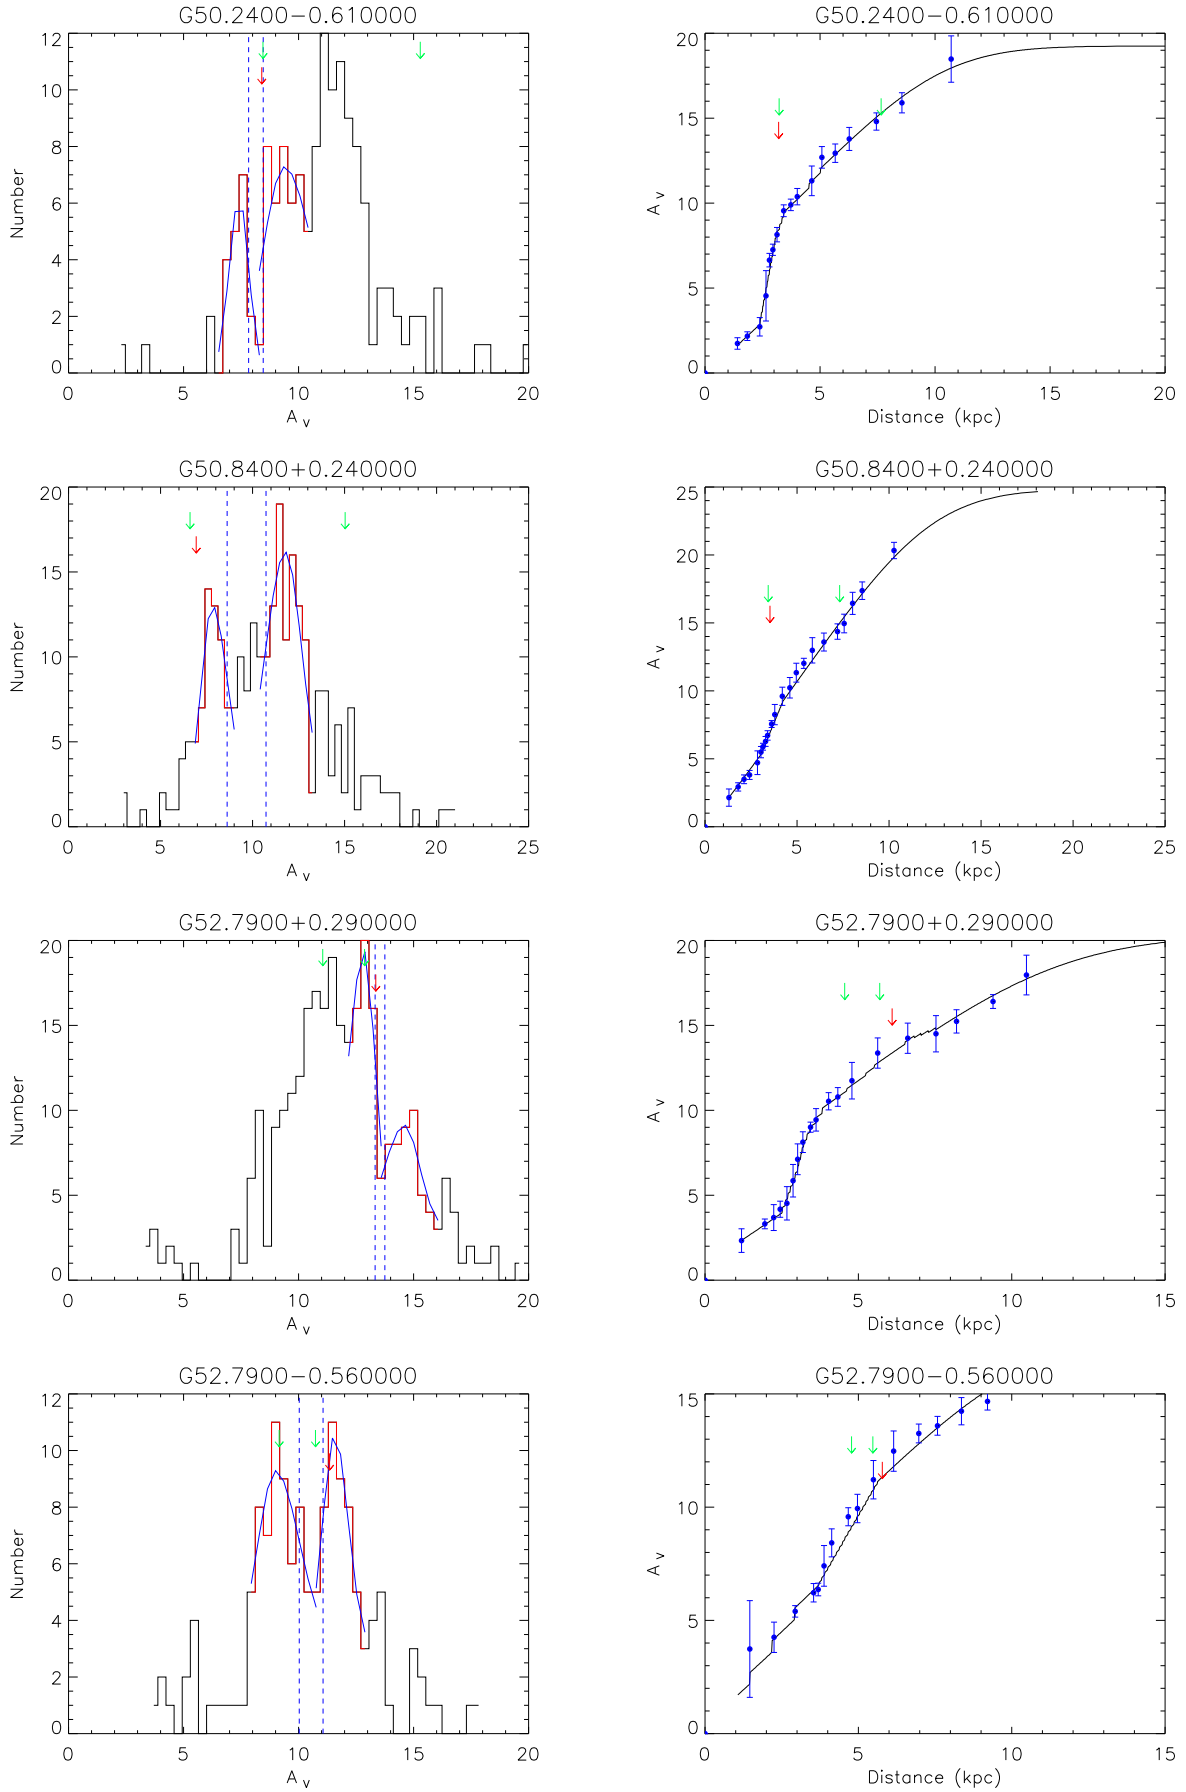 G50.2400−0.610000
G50.2400−0.610000
12
10
8
6
4
2
0
Number
0 5 10 15 20
A v
20
15
10
5
0
A v
0 5 10 15 20
Distance (kpc)
G50.8400+0.240000
G50.8400+0.240000
20
15
10
5
0
Number
0 5 10 15 20 25
A v
25
20
15
10
5
0
A v
0 5 10 15 20 25
Distance (kpc)
G52.7900+0.290000
G52.7900+0.290000
20
15
10
5
0
Number
0 5 10 15 20
A v
20
15
10
5
0
A v
0 5 10 15
Distance (kpc)
G52.7900−0.560000
G52.7900−0.560000
12
10
8
6
4
2
0
Number
0 5 10 15 20
A v
15
10
5
0
A v
0 5 10 15
Distance (kpc)